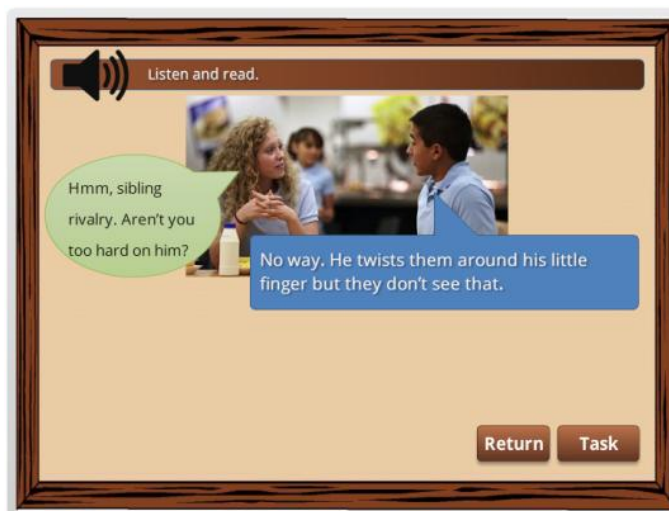 Listen and read.
Hmm, sibling
rivalry. Aren't you
too hard on him?
No way. He twists them around his little
finger but they don't see that.
Return
Task